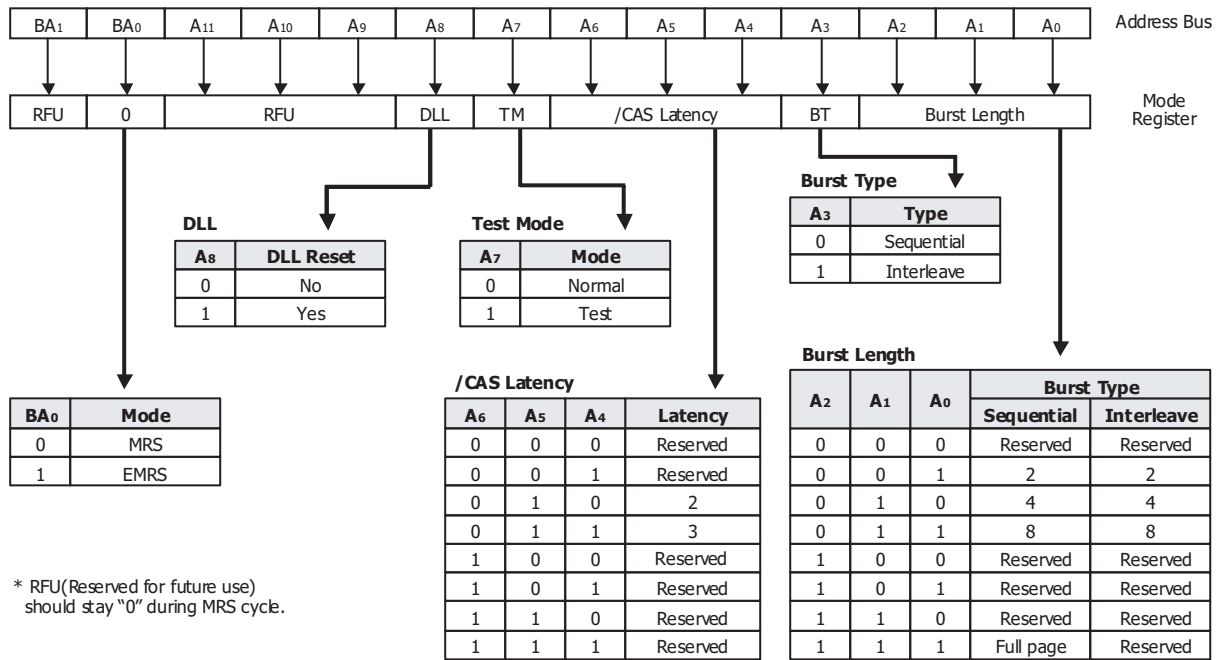 BA1 BA0 A11 A10 A9 A8 A7 A6 A5 A4 A3 A2 A1 A0 Address Bus
RFU 0 RFU DLL TM /CAS Latency BT Burst Length Mode Register
Burst Type
A3 Type
0 Sequential
1 Interleave
DLL
A8 DLL Reset
0 No
1 Yes
Test Mode
A7 Mode
0 Normal
1 Test
BA0 Mode
0 MRS
1 EMRS
/CAS Latency
A6 A5 A4 Latency
0 0 0 Reserved
0 0 1 Reserved
0 1 0 2
0 1 1 3
1 0 0 Reserved
1 0 1 Reserved
1 1 0 Reserved
1 1 1 Reserved
Burst Length
A2 A1 A0 Burst Type
Sequential Interleave
0 0 0 Reserved Reserved
0 0 1 2 2
0 1 0 4 4
0 1 1 8 8
1 0 0 Reserved Reserved
1 0 1 Reserved Reserved
1 1 0 Reserved Reserved
1 1 1 Full page Reserved
* RFU(Reserved for future use)
should stay “0” during MRS cycle.